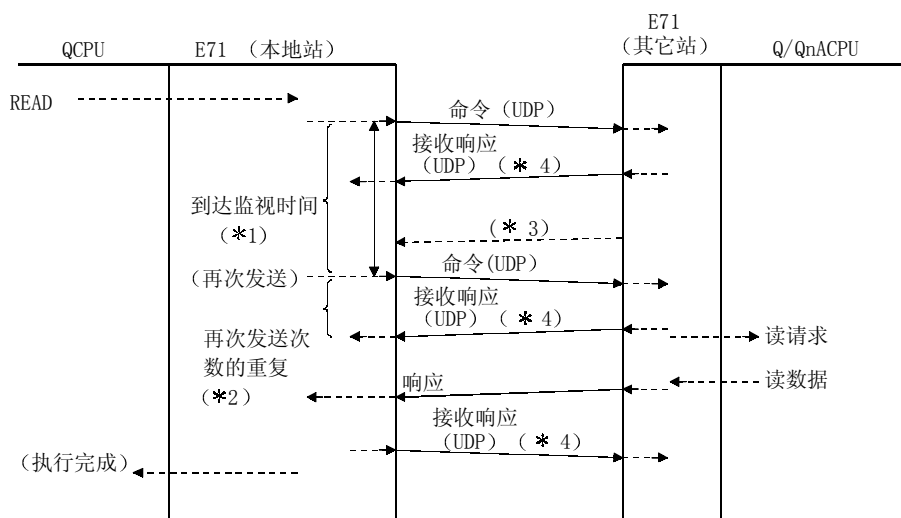 E71
QCPU
E71 （本地站）
（其它站）
Q/QnACPU
READ
命令（UDP）
接收响应
（UDP）（＊4）
到达监视时间
（＊1）
（＊3）
命令(UDP)
（再次发送）
接收响应
（UDP）（＊4）
读请求
再次发送次
数的重复
（＊2）
读数据
响应
接收响应
（UDP）（＊4）
（执行完成）